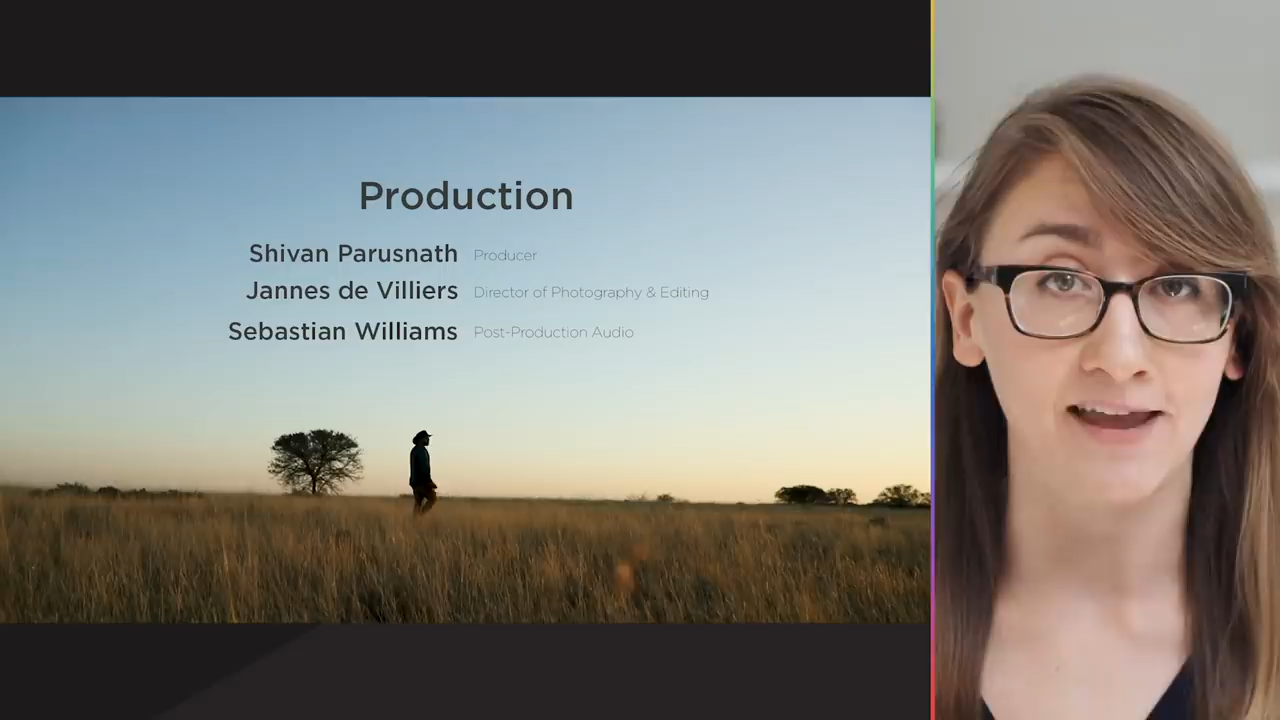 Production
Shivan Parusnath Producer
Jannes de Villiers Director of Photography & Editing
Sebastian Williams Post-Production Audio